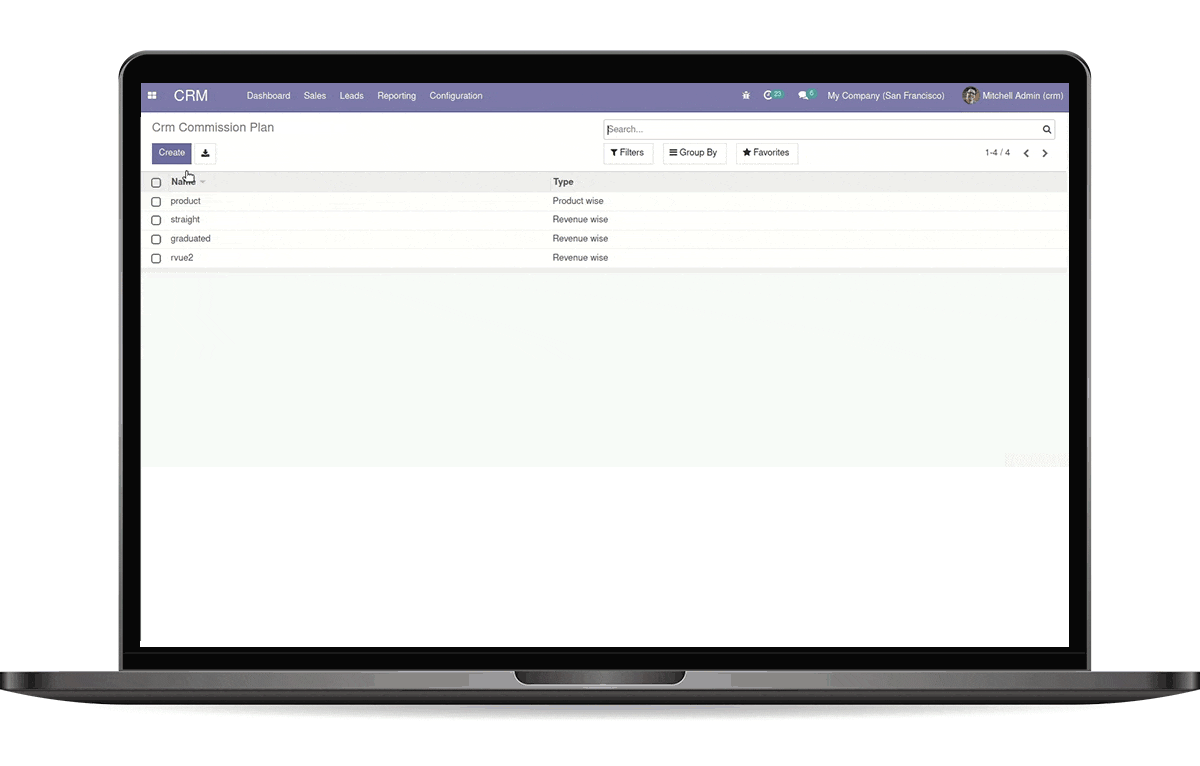 CRM Dashboard Sales Leads Reporting Configuration 23 6 My Company (San Francisco) Mitchell Admin (crm)
Crm Commission Plan
Search...
Create Filters Group By Favorites 1-4 / 4
Name Type
product Product wise
straight Revenue wise
graduated Revenue wise
rvue2 Revenue wise